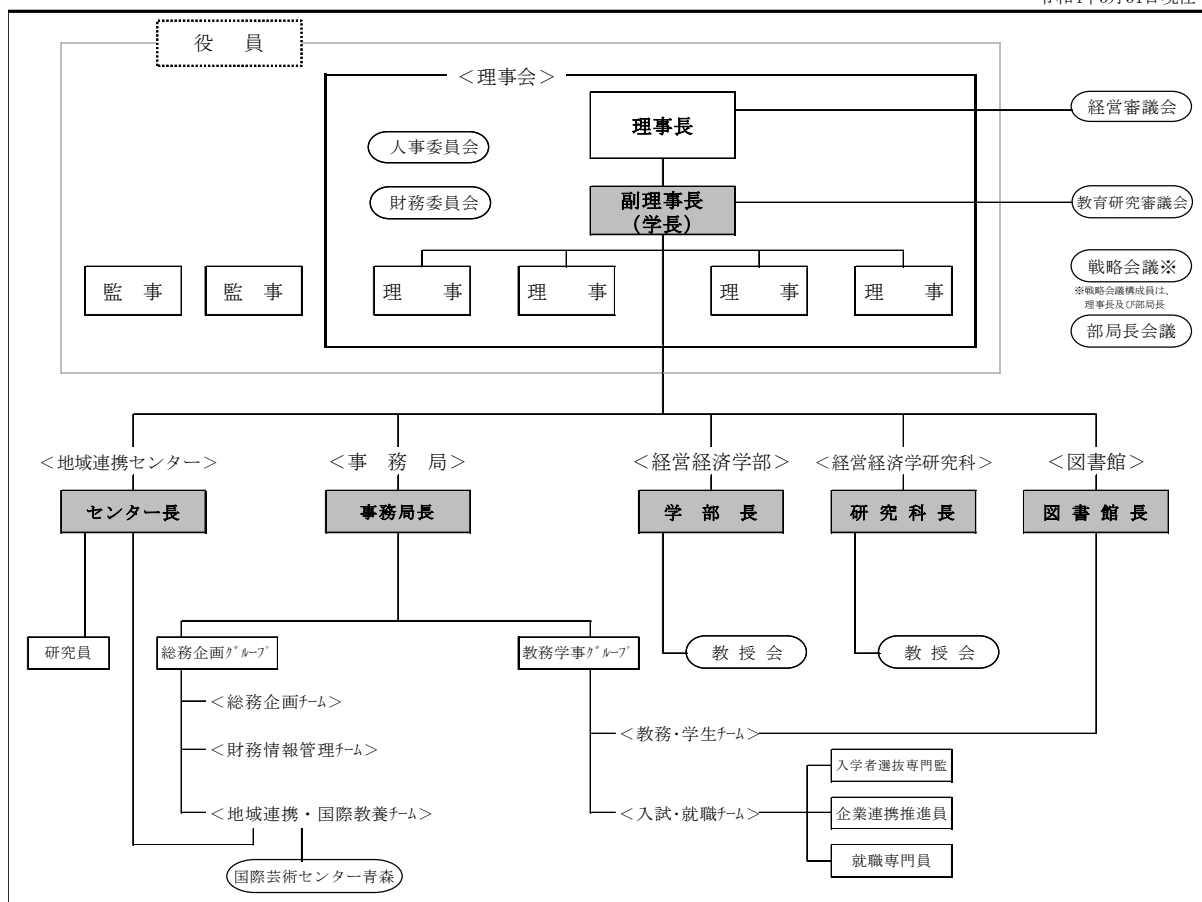 役　員
＜理事会＞
理事長
経営審議会
人事委員会
財務委員会
副理事長
（学長）
教育研究審議会
監　事
監　事
理　事
理　事
理　事
理　事
戦略会議※
※戦略会議構成員は、
理事長及び部局長
部局長会議
＜地域連携センター＞
＜事　務　局＞
＜経営経済学部＞
＜経営経済学研究科＞
＜図書館＞
センター長
事務局長
学　部　長
研　究　科　長
図　書　館　長
研究員
総務企画ｸﾞﾙｰﾌﾟ
教務学事ｸﾞﾙｰﾌﾟ
教　授　会
教　授　会
＜総務企画ﾁｰﾑ＞
＜教務・学生ﾁｰﾑ＞
＜財務情報管理ﾁｰﾑ＞
入学者選抜専門監
＜地域連携・国際教養ﾁｰﾑ＞
＜入試・就職ﾁｰﾑ＞
企業連携推進員
就職専門員
国際芸術センター青森